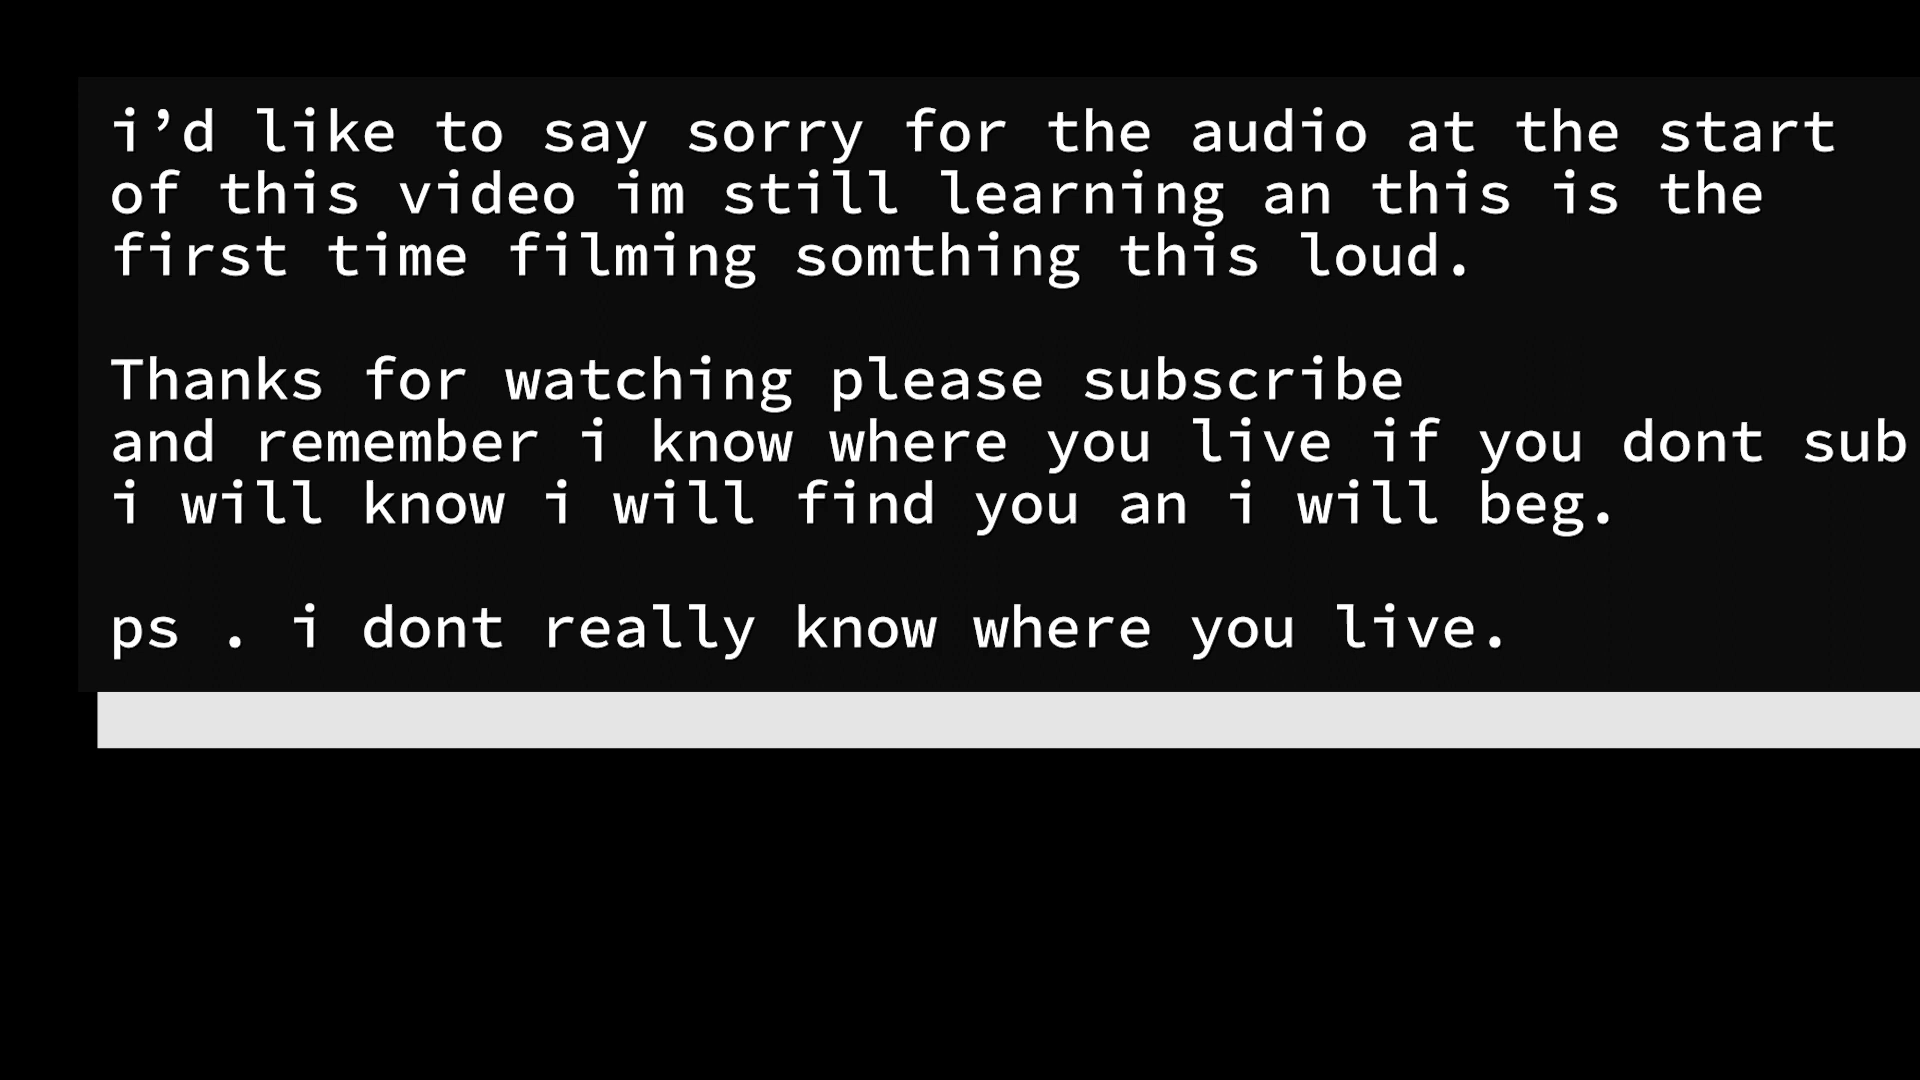 i’d like to say sorry for the audio at the start
of this video im still learning an this is the
first time filming somthing this loud.
Thanks for watching please subscribe
and remember i know where you live if you dont sub
i will know i will find you an i will beg.
ps . i dont really know where you live.